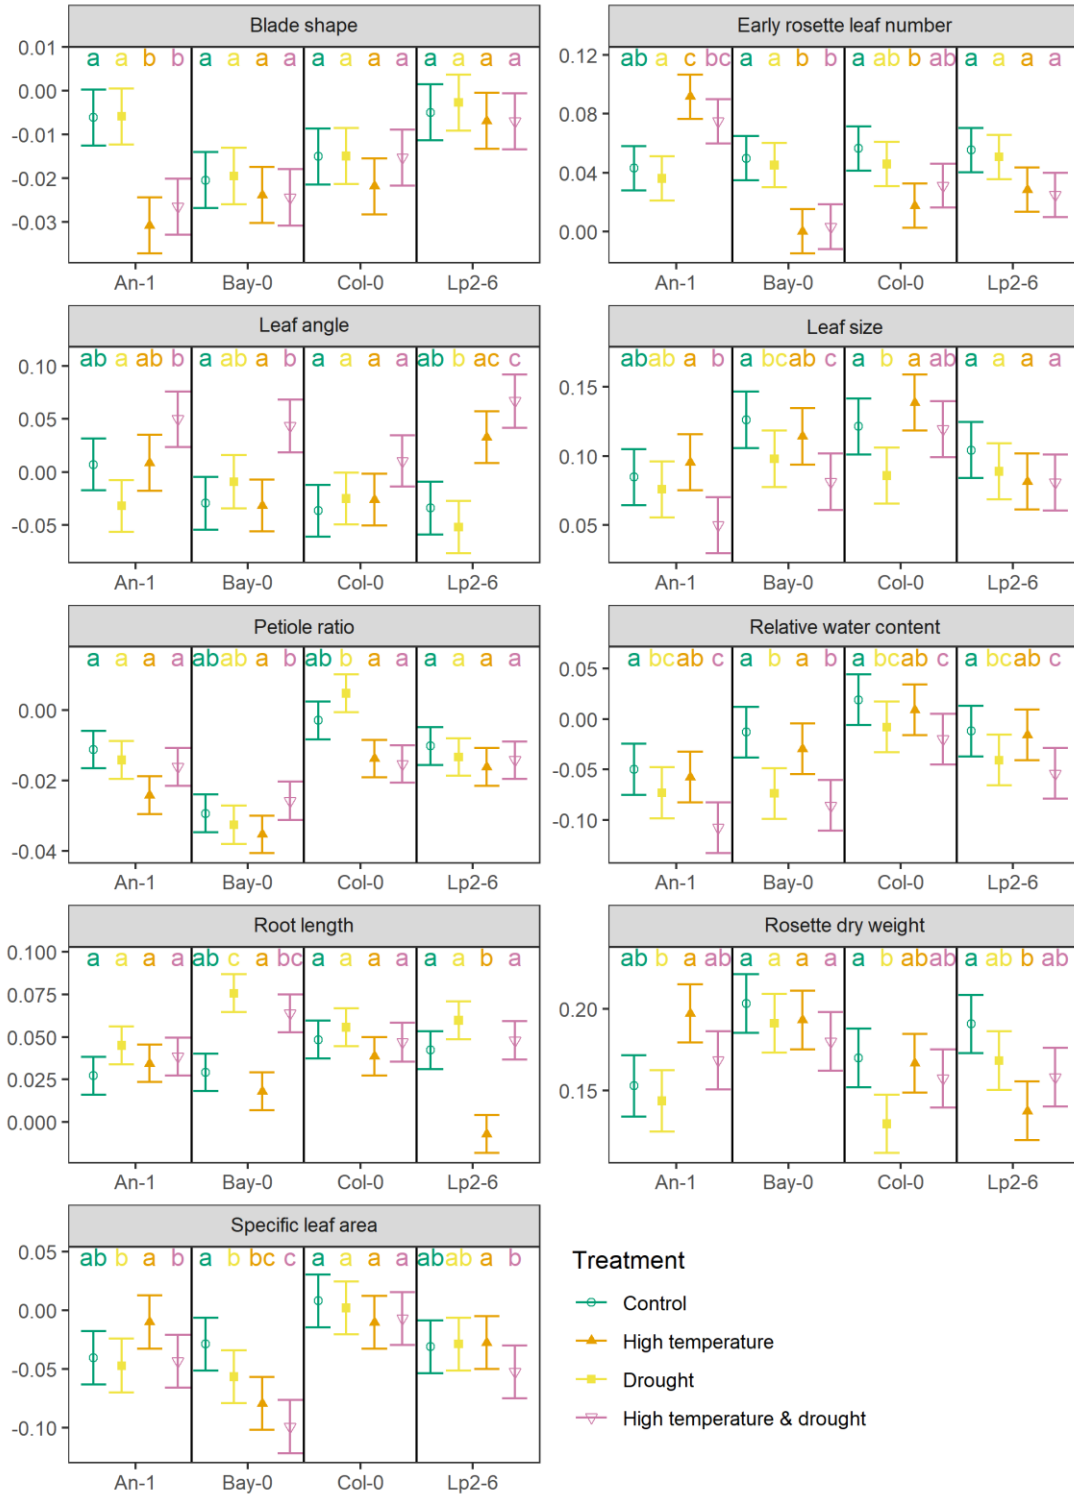 Blade shape
0.01
a a b b a a a a a a a a a a a a
0.00
-0.01
-0.02
-0.03
An-1 Bay-0 Col-0 Lp2-6
Early rosette leaf number
0.12
ab a c bc a a b b a ab b ab a a a a
0.08
0.04
0.00
An-1 Bay-0 Col-0 Lp2-6
Leaf angle
ab a ab b a ab a b a a a a ab b ac c
0.10
0.05
0.00
-0.05
An-1 Bay-0 Col-0 Lp2-6
Leaf size
ab ab a b a bc ab c a b a ab a a a a
0.15
0.10
0.05
An-1 Bay-0 Col-0 Lp2-6
Petiole ratio
a a a a ab ab a b ab b a a a a a a
0.00
-0.02
-0.04
An-1 Bay-0 Col-0 Lp2-6
Relative water content
a bc ab c a b a b a bc ab c a bc ab c
0.05
0.00
-0.05
-0.10
An-1 Bay-0 Col-0 Lp2-6
Root length
0.100
a a a a ab c a bc a a a a a a b a
0.075
0.050
0.025
0.000
An-1 Bay-0 Col-0 Lp2-6
Rosette dry weight
ab b a ab a a a a a b ab ab a ab b ab
0.20
0.15
An-1 Bay-0 Col-0 Lp2-6
Specific leaf area
0.05
ab b a b a b bc c a a a a ab ab a b
0.00
-0.05
-0.10
An-1 Bay-0 Col-0 Lp2-6
Treatment
Control
High temperature
Drought
High temperature & drought